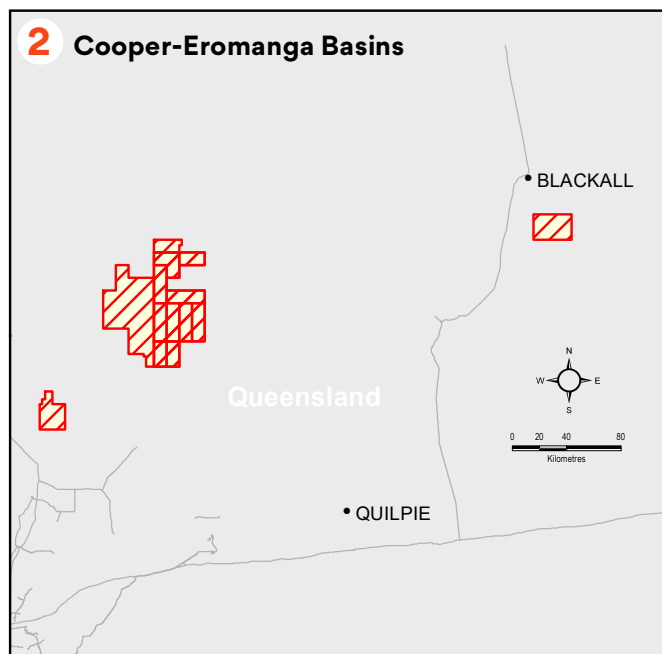 2 Cooper-Eromanga Basins
BLACKALL
N
W E
S
Queensland
0 20 40 80
Kilometres
QUILPIE